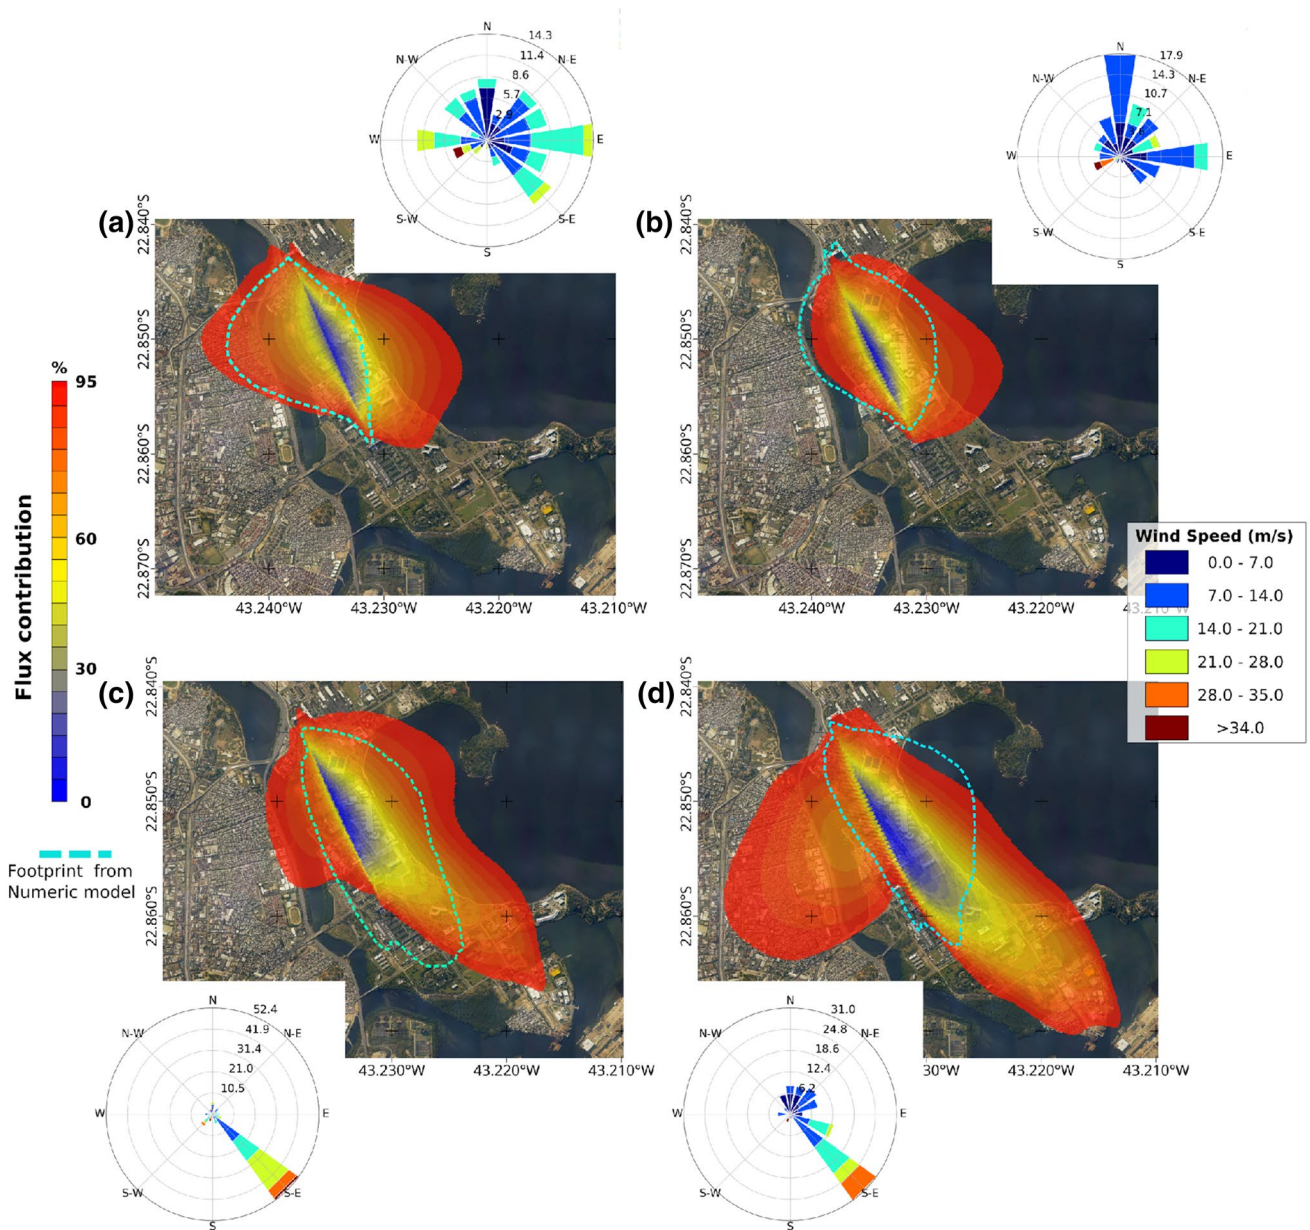 N
14.3
11.4
8.6
5.7
2.9
N-W
N-E
W
E
S-W
S-E
S
N
17.9
14.3
10.7
7.1
N-W
N-E
W
E
S-W
S-E
S
(a)
(b)
22.840°S
22.850°S
22.860°S
22.870°S
43.240°W
43.230°W
43.220°W
43.210°W
22.840°S
22.850°S
22.860°S
22.870°S
43.240°W
43.230°W
43.220°W
43.210°W
%
95
60
30
0
Flux contribution
Footprint from
Numeric model
Wind Speed (m/s)
0.0 - 7.0
7.0 - 14.0
14.0 - 21.0
21.0 - 28.0
28.0 - 35.0
>34.0
(c)
(d)
22.840°S
22.850°S
22.860°S
43.230°W
43.220°W
43.210°W
22.840°S
22.850°S
22.860°S
30°W
43.220°W
43.210°W
N
52.4
41.9
31.4
21.0
10.5
N-W
N-E
W
E
S-W
S-E
S
N
31.0
24.8
18.6
12.4
6.2
N-W
N-E
W
E
S-W
S-E
S